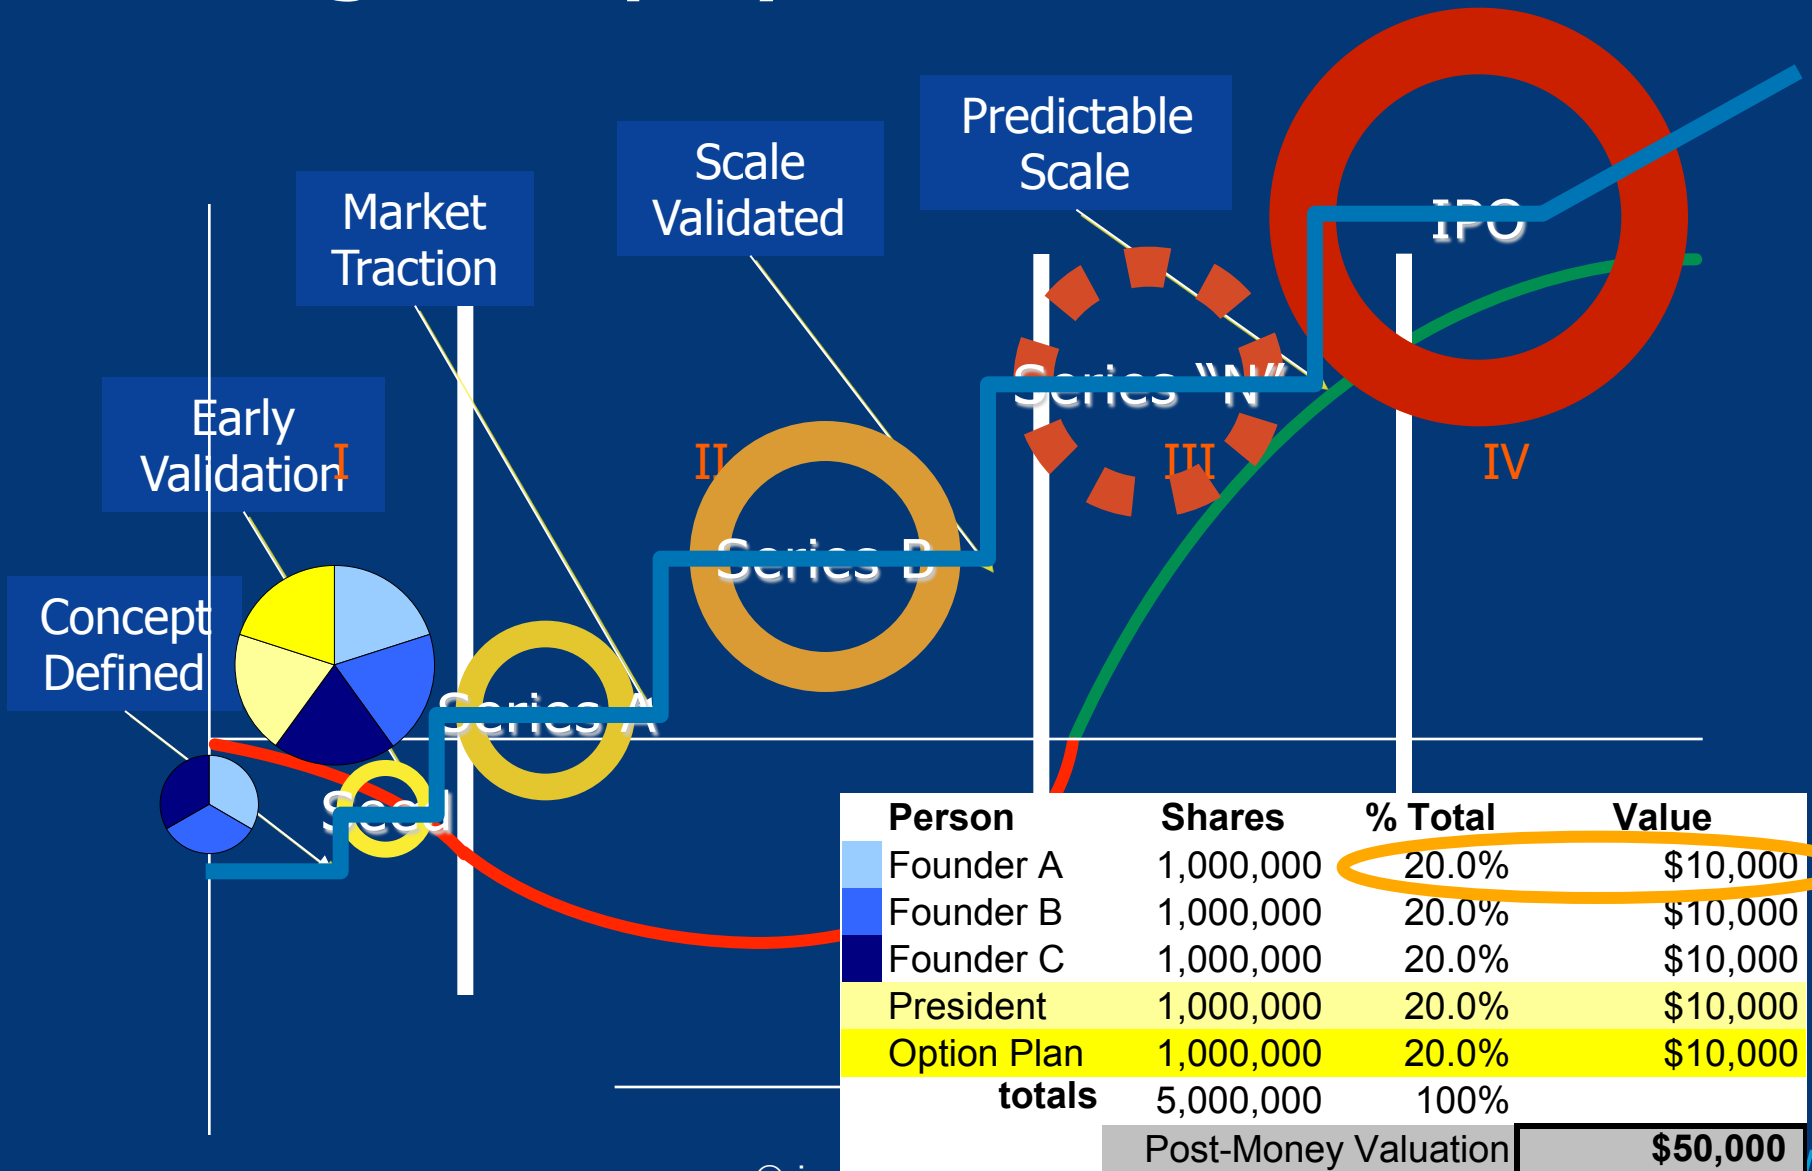 Predictable
Scale
Scale
Validated
Market
Traction
IPO
Series “N”
Early
Validation
I
II
III
IV
Series B
Concept
Defined
Series A
Seed
Person Shares % Total Value
Founder A 1,000,000 20.0% $10,000
Founder B 1,000,000 20.0% $10,000
Founder C 1,000,000 20.0% $10,000
President 1,000,000 20.0% $10,000
Option Plan 1,000,000 20.0% $10,000
totals 5,000,000 100%
Post-Money Valuation $50,000